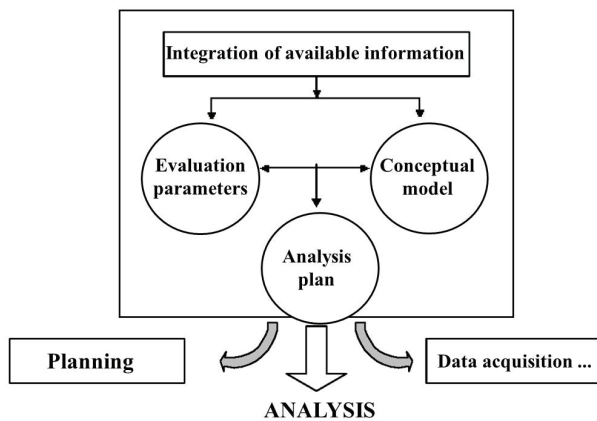 Integration of available information
Evaluation
parameters
Conceptual
model
Analysis
plan
Planning
Data acquisition ...
ANALYSIS